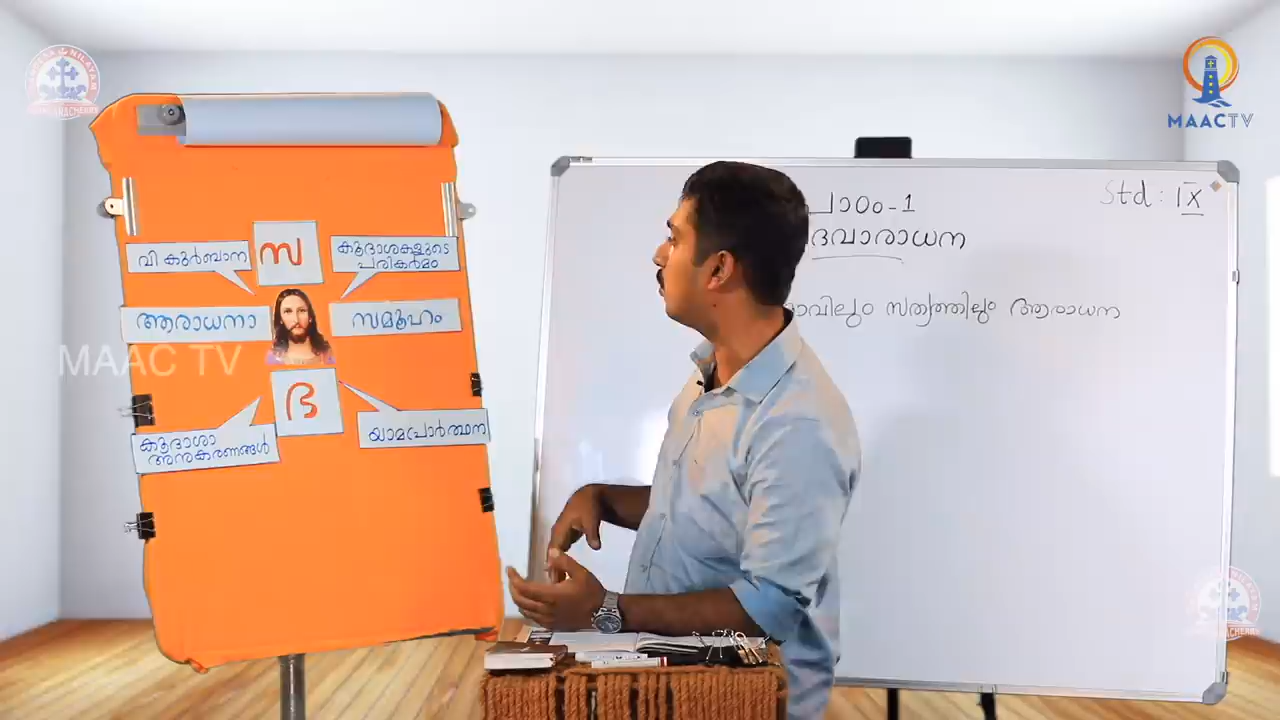 MAACTV
Std : IX
പാഠം-1
ദൈവാരാധന
സത്യത്തിലും ആരാധന
വി.കുർബാന
സ
കൂദാശകളുടെ
പരികർമം
ആരാധനാ
സമൂഹം
MAAC TV
ഭ
കൂദാശാ
അനുകരണങ്ങൾ
യാമപ്രാർത്ഥന